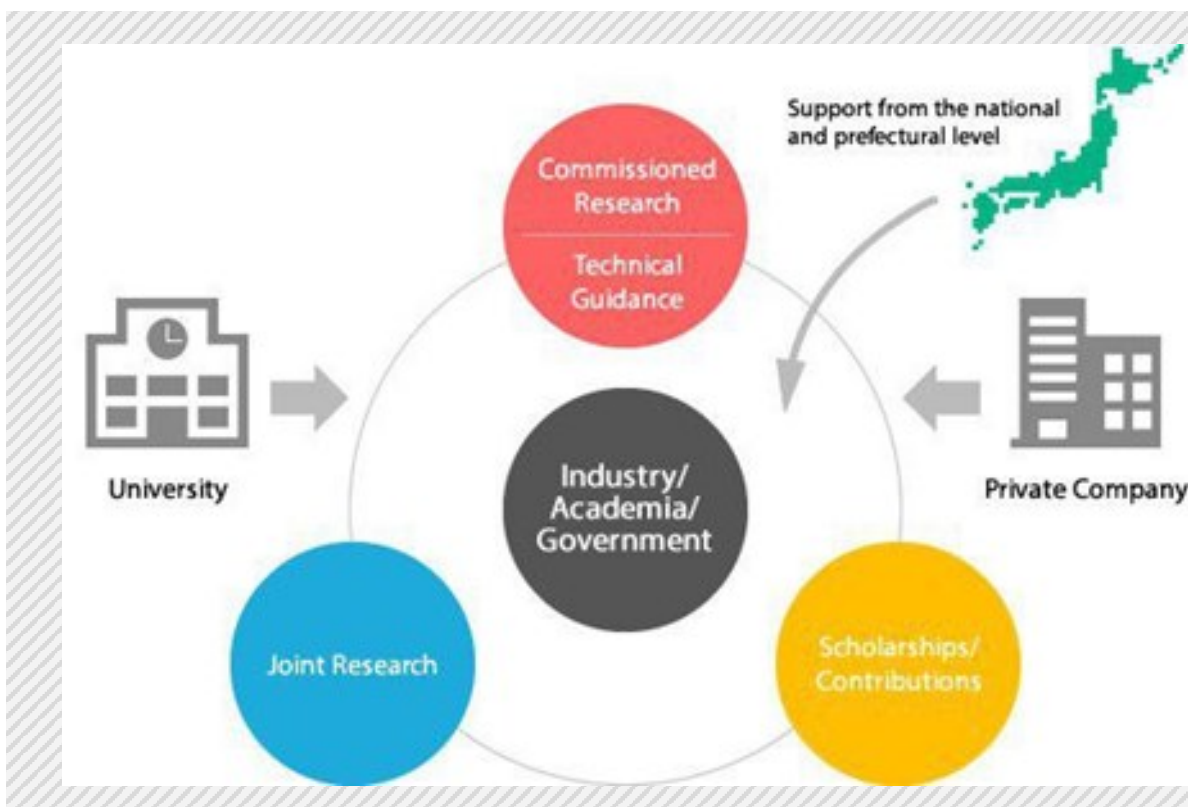 Support from the national
and prefectural level
Commissioned
Research
Technical
Guidance
University
Industry/
Academia/
Government
Private Company
Joint Research
Scholarships/
Contributions